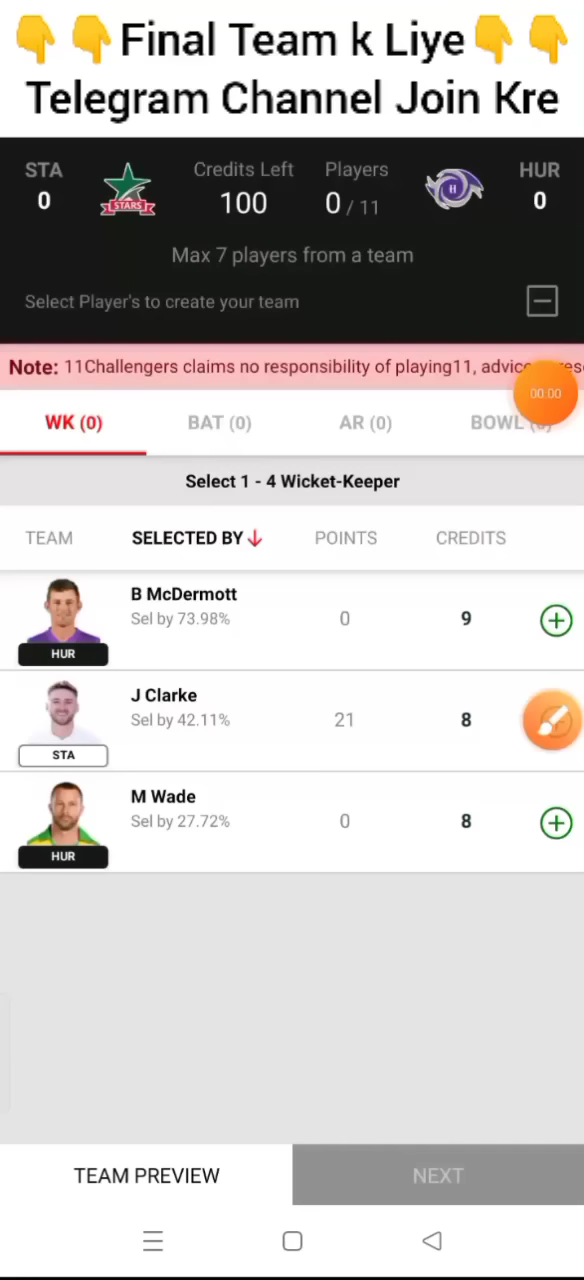 👇👇Final Team k Liye👇👇
Telegram Channel Join Kre
STA
0
STARS
Credits Left
100
Players
0 / 11
H
HUR
0
Max 7 players from a team
Select Player's to create your team
Note: 11Challengers claims no responsibility of playing11,
00:00
WK (0)
BAT (0)
AR (0)
BOWL
Select 1 - 4 Wicket-Keeper
TEAM
SELECTED BY
POINTS
CREDITS
B McDermott
Sel by 73.98%
0
9
HUR
J Clarke
Sel by 42.11%
21
8
STA
M Wade
Sel by 27.72%
0
8
HUR
TEAM PREVIEW
NEXT